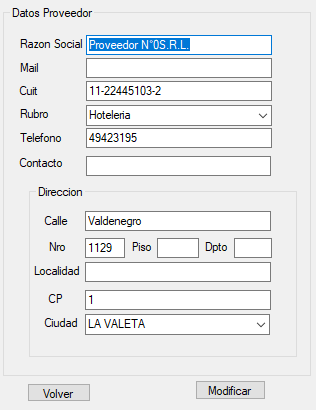 Datos Proveedor
Razon Social Proveedor N°0S.R.L.
Mail
Cuit 11-22445103-2
Rubro Hoteleria
Telefono 49423195
Contacto
Direccion
Calle Valdenegro
Nro 1129 Piso Dpto
Localidad
CP 1
Ciudad LA VALETA
Volver Modificar